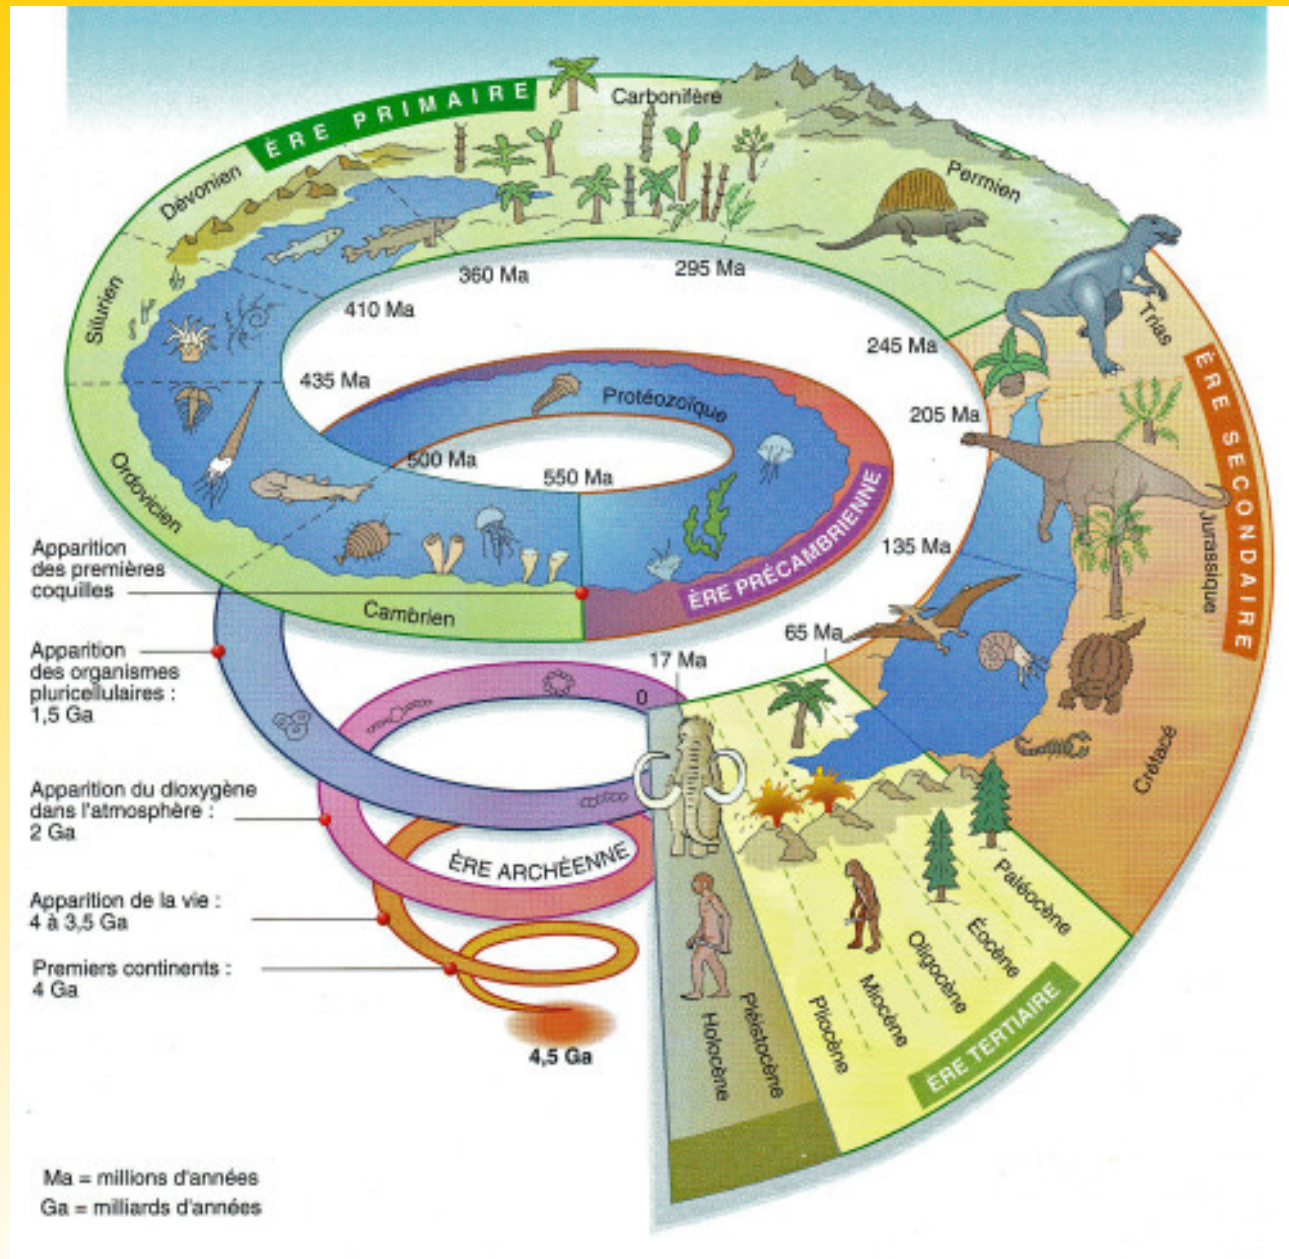 ÈRE PRIMAIRE
Carbonifère
Dévonien
Permien
Silurien
Trias
360 Ma
295 Ma
410 Ma
245 Ma
435 Ma
205 Ma
ÈRE SECONDAIRE
Protéozoïque
500 Ma
550 Ma
Ordovicien
135 Ma
Jurassique
ÈRE PRÉCAMBRIENNE
Cambrien
65 Ma
17 Ma
0
Crétacé
Apparition
des premières
coquilles
Apparition
des organismes
pluricellulaires :
1,5 Ga
Apparition du dioxygène
dans l'atmosphère :
2 Ga
ÈRE ARCHÉENNE
Apparition de la vie :
4 à 3,5 Ga
Premiers continents :
4 Ga
4,5 Ga
Holocène
Pléistocène
Pliocène
Miocène
Oligocène
Éocène
Paléocène
ÈRE TERTIAIRE
Ma = millions d'années
Ga = milliards d'années